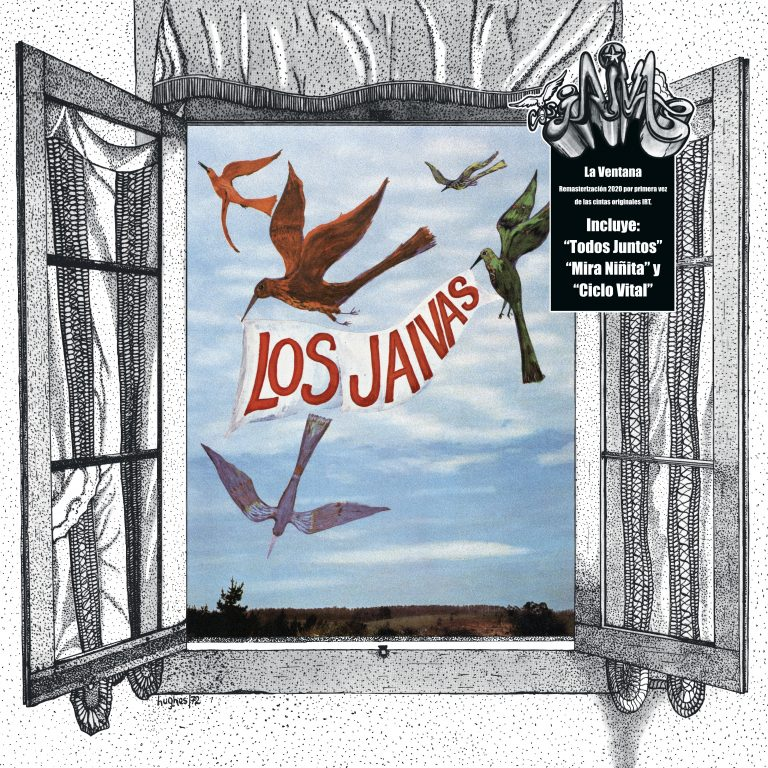 LOS JAIVAS
La Ventana
Remasterización 2020 por primera vez
de las cintas originales IRT,
Incluye:
“Todos Juntos”
“Mira Niñita” y
“Ciclo Vital”
hughes/72